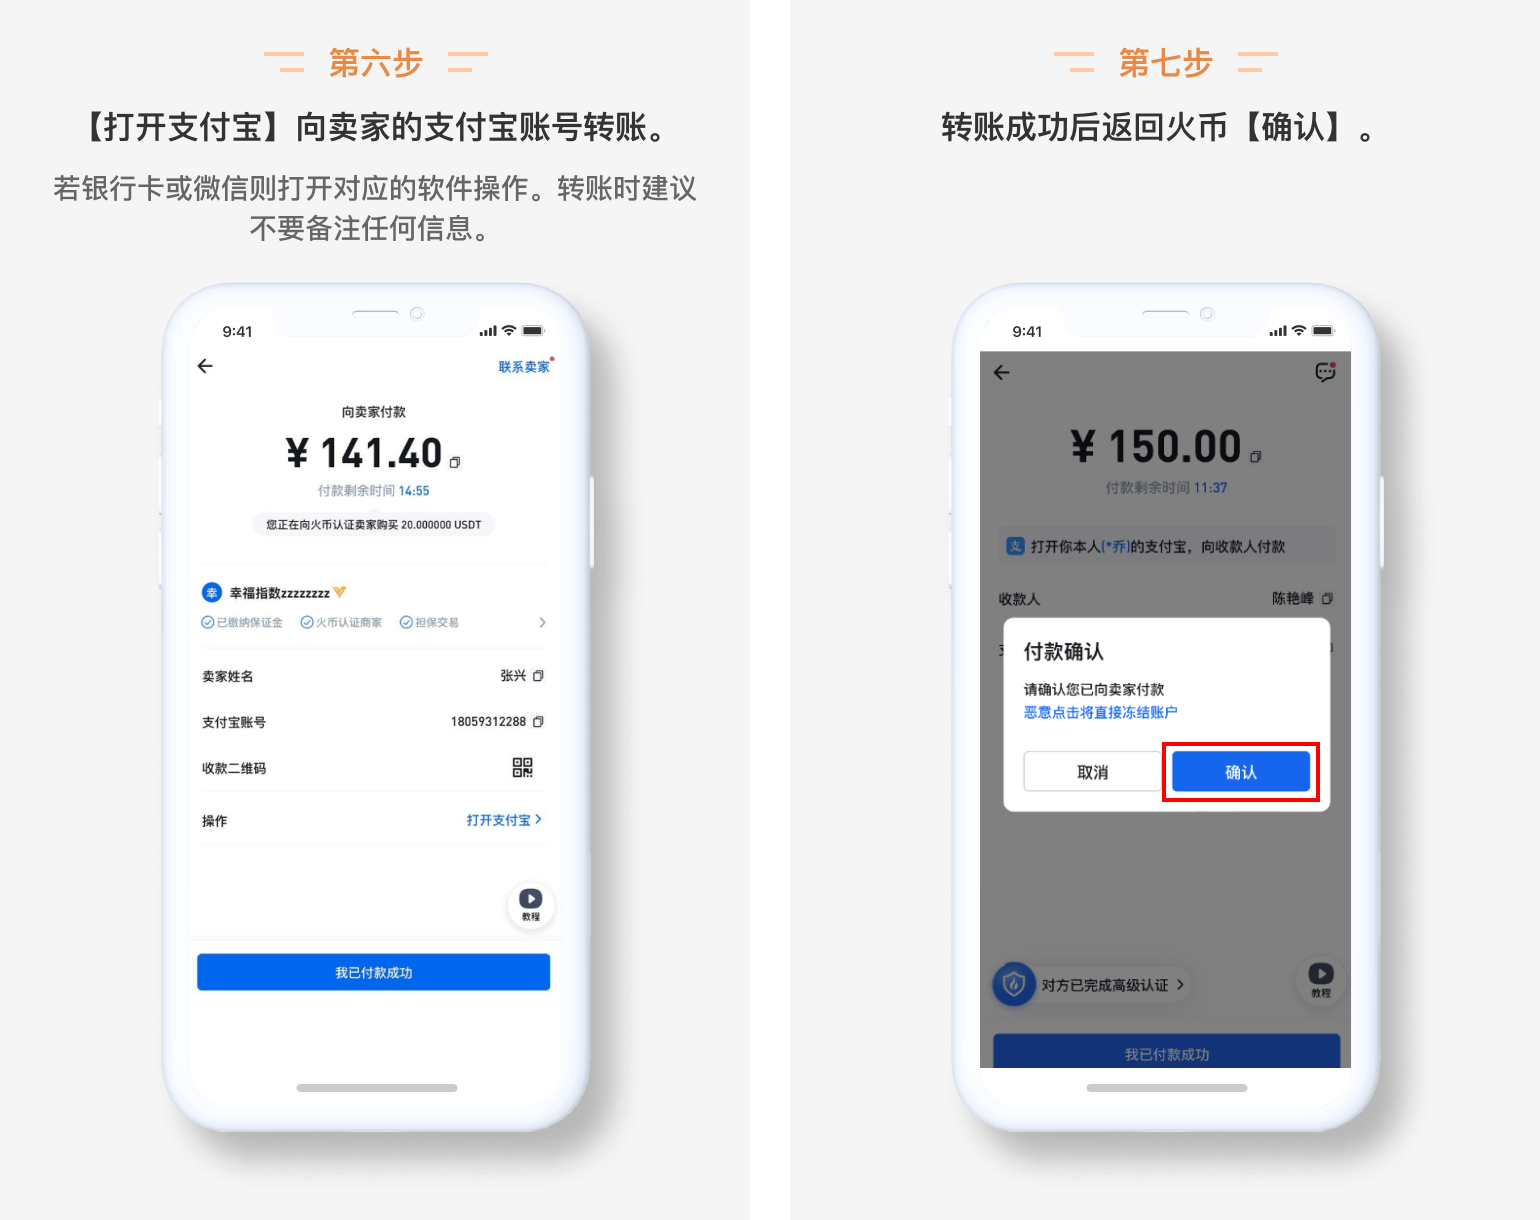 第六步
【打开支付宝】向卖家的支付宝账号转账。
若银行卡或微信则打开对应的软件操作。转账时建议
不要备注任何信息。
9:41
联系卖家
向卖家付款
¥ 141.40
付款剩余时间 14:55
您正在向火币认证卖家购买 20.000000 USDT
幸 幸福指数zzzzzzzz
已缴纳保证金 火币认证商家 担保交易
卖家姓名 张兴
支付宝账号 18059312288
收款二维码
操作 打开支付宝
教程
我已付款成功
第七步
转账成功后返回火币【确认】。
9:41
¥ 150.00
付款剩余时间 11:37
支 打开你本人(*乔)的支付宝，向收款人付款
收款人 陈艳峰
付款确认
请确认您已向卖家付款
恶意点击将直接冻结账户
取消 确认
对方已完成高级认证
教程
我已付款成功